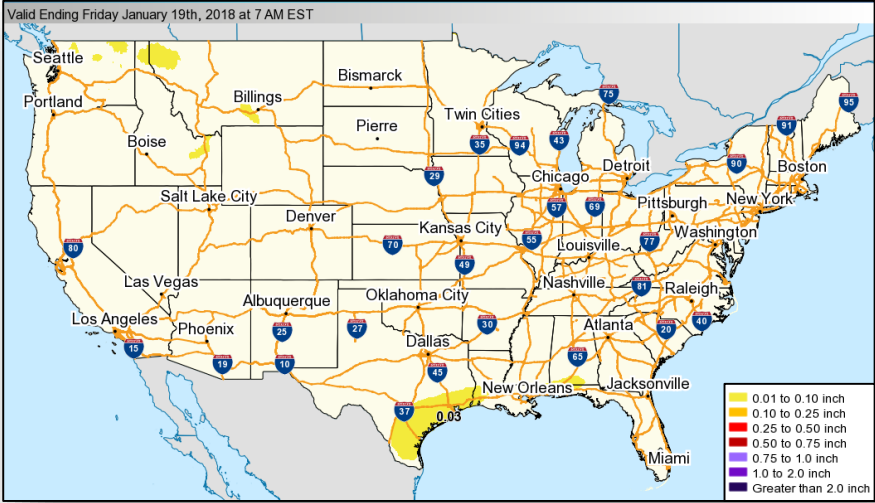 Valid Ending Friday January 19th, 2018 at 7 AM EST
Seattle
Bismarck
75
95
Portland
Billings
Twin Cities
Pierre
91
Boise
35
94
43
90
Boston
Detroit
29
Chicago
Salt Lake City
57
69
Pittsburgh
New York
Denver
Kansas City
Washington
80
70
55
Louisville
77
49
Las Vegas
Nashville
81
Raleigh
Albuquerque
Oklahoma City
Los Angeles
Phoenix
25
27
30
Atlanta
20
40
15
Dallas
65
19
10
45
New Orleans
Jacksonville
37
0.03
Miami
0.01 to 0.10 inch
0.10 to 0.25 inch
0.25 to 0.50 inch
0.50 to 0.75 inch
0.75 to 1.0 inch
1.0 to 2.0 inch
Greater than 2.0 inch